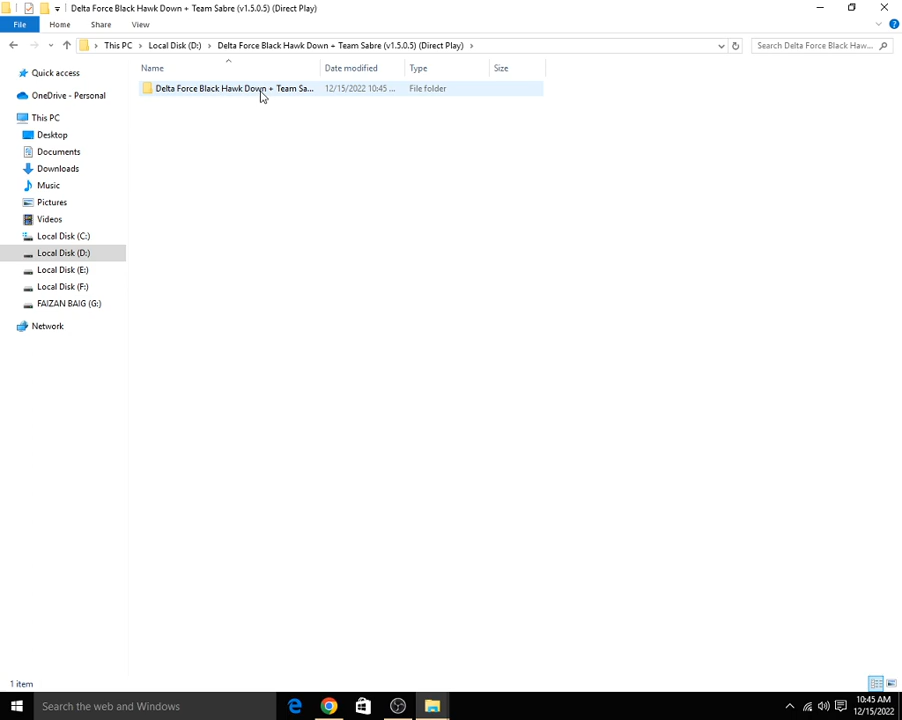 Delta Force Black Hawk Down + Team Sabre (v1.5.0.5) (Direct Play)
File Home Share View
This PC Local Disk (D:) Delta Force Black Hawk Down + Team Sabre (v1.5.0.5) (Direct Play) Search Delta Force Black Haw...
Name Date modified Type Size
Delta Force Black Hawk Down + Team Sa... 12/15/2022 10:45 ... File folder
Quick access
OneDrive - Personal
This PC
Desktop
Documents
Downloads
Music
Pictures
Videos
Local Disk (C:)
Local Disk (D:)
Local Disk (E:)
Local Disk (F:)
FAIZAN BAIG (G:)
Network
1 item
Search the web and Windows
10:45 AM
12/15/2022